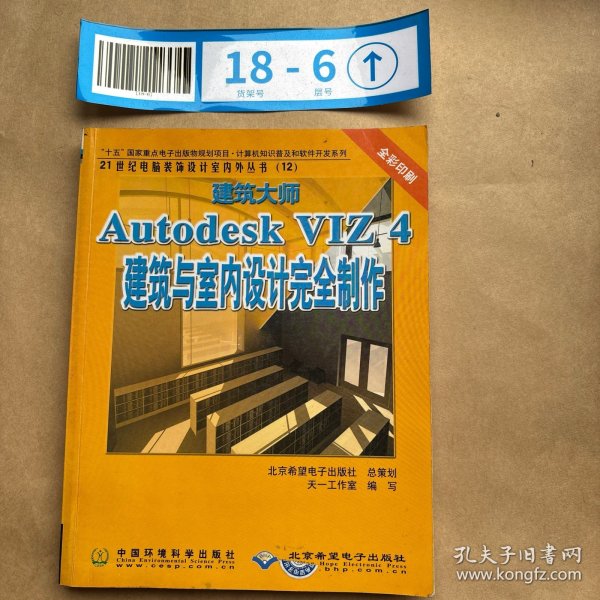 18-6
货架号 层号
"十五"国家重点电子出版物规划项目·计算机知识普及和软件开发系列
21世纪电脑装饰设计室内外丛书(12)
全彩印刷
建筑大师
Autodesk VIZ 4
建筑与室内设计完全制作
北京希望电子出版社 总策划
天一工作室 编写
中国环境科学出版社
China Environmental Science Press
www.cesp.com.cn
北京希望电子出版社
Hope Electronic Press
bhp.com.cn
孔夫子旧书网
www.kongfz.com